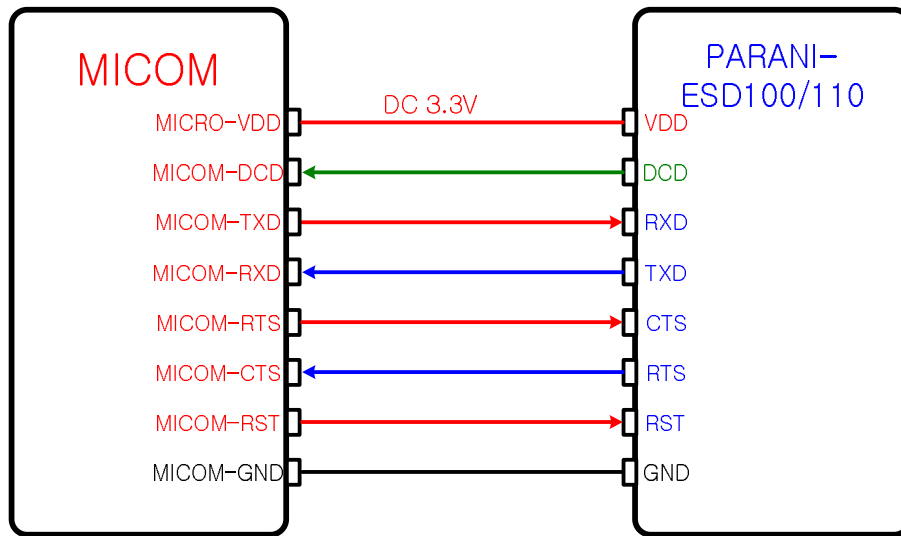 MICOM
PARANI-
ESD100/110
DC 3.3V
MICRO-VDD
VDD
MICOM-DCD
DCD
MICOM-TXD
RXD
MICOM-RXD
TXD
MICOM-RTS
CTS
MICOM-CTS
RTS
MICOM-RST
RST
MICOM-GND
GND